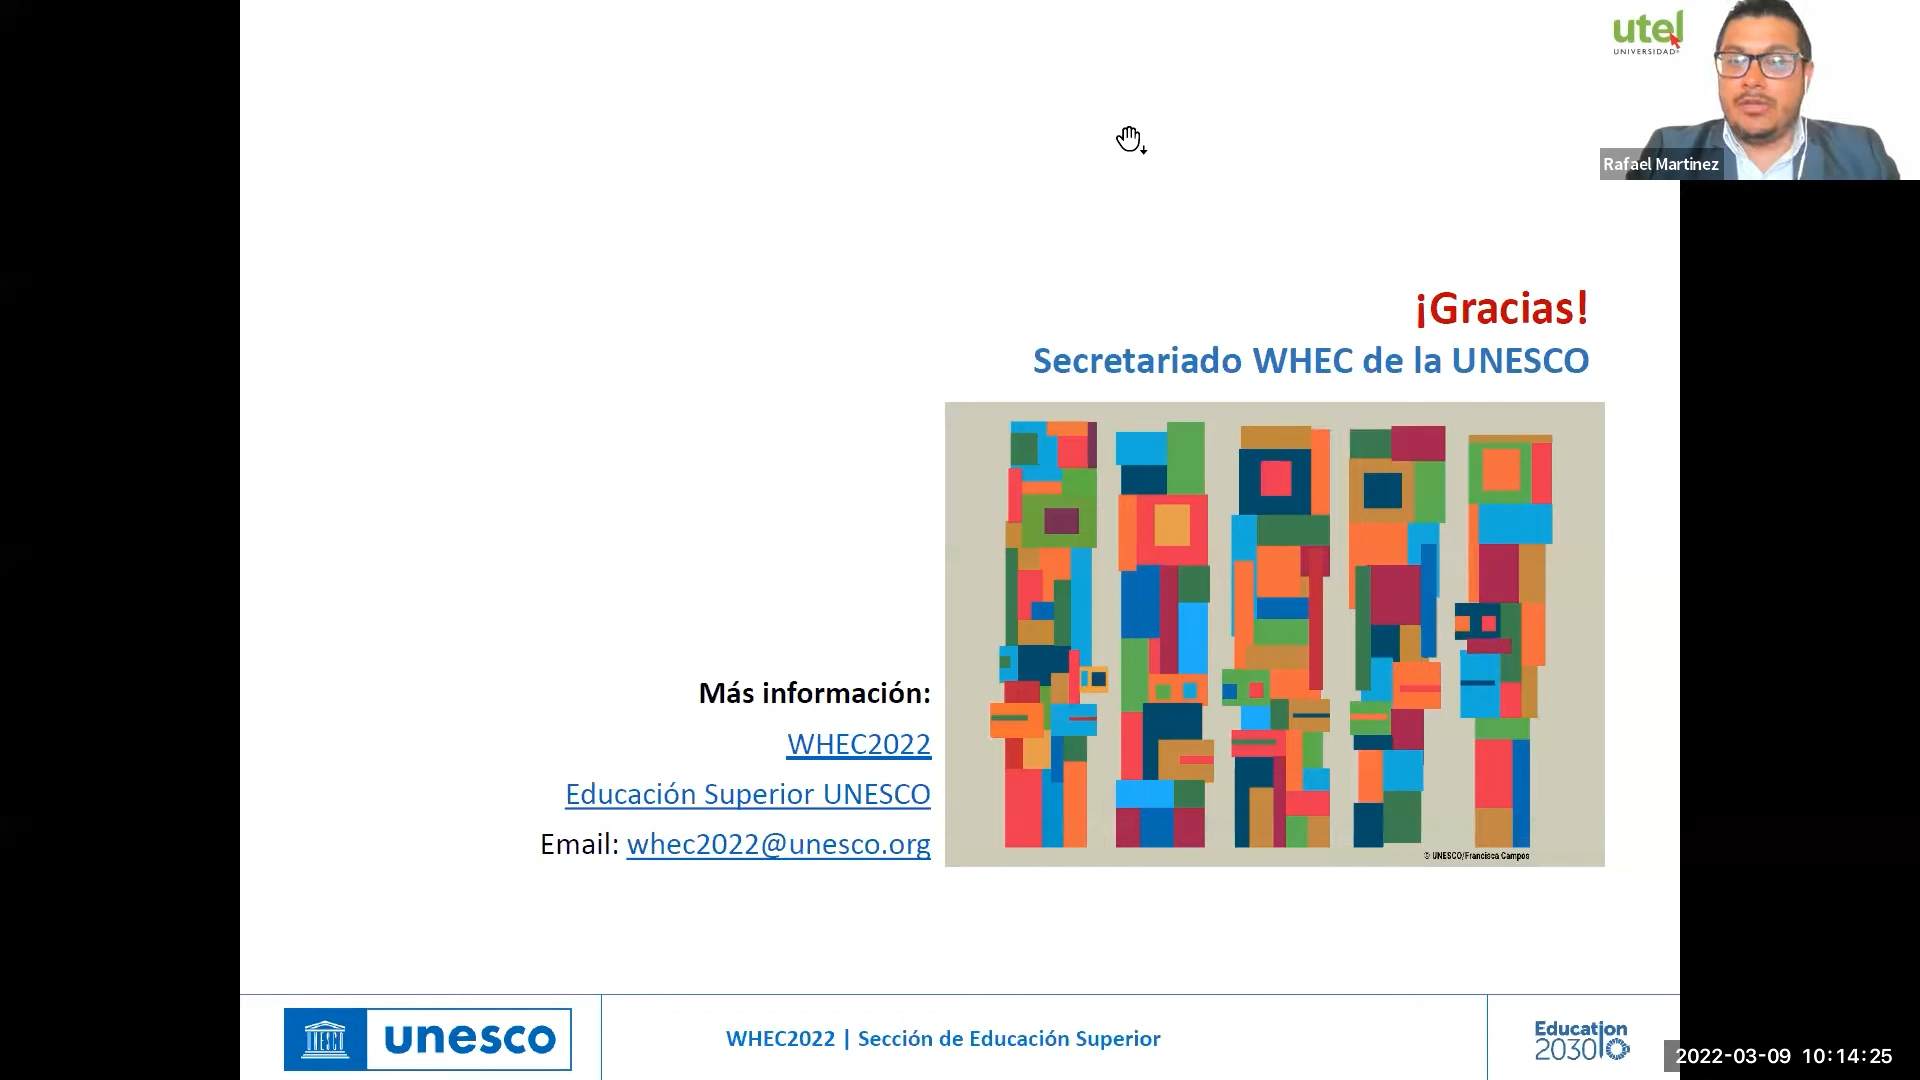 utel
UNIVERSIDAD
Rafael Martinez
¡Gracias!
Secretariado WHEC de la UNESCO
Más información:
WHEC2022
Educación Superior UNESCO
Email: whec2022@unesco.org
© UNESCO/Francisca Campos
unesco
WHEC2022 | Sección de Educación Superior
Education
2030
2022-03-09 10:14:25